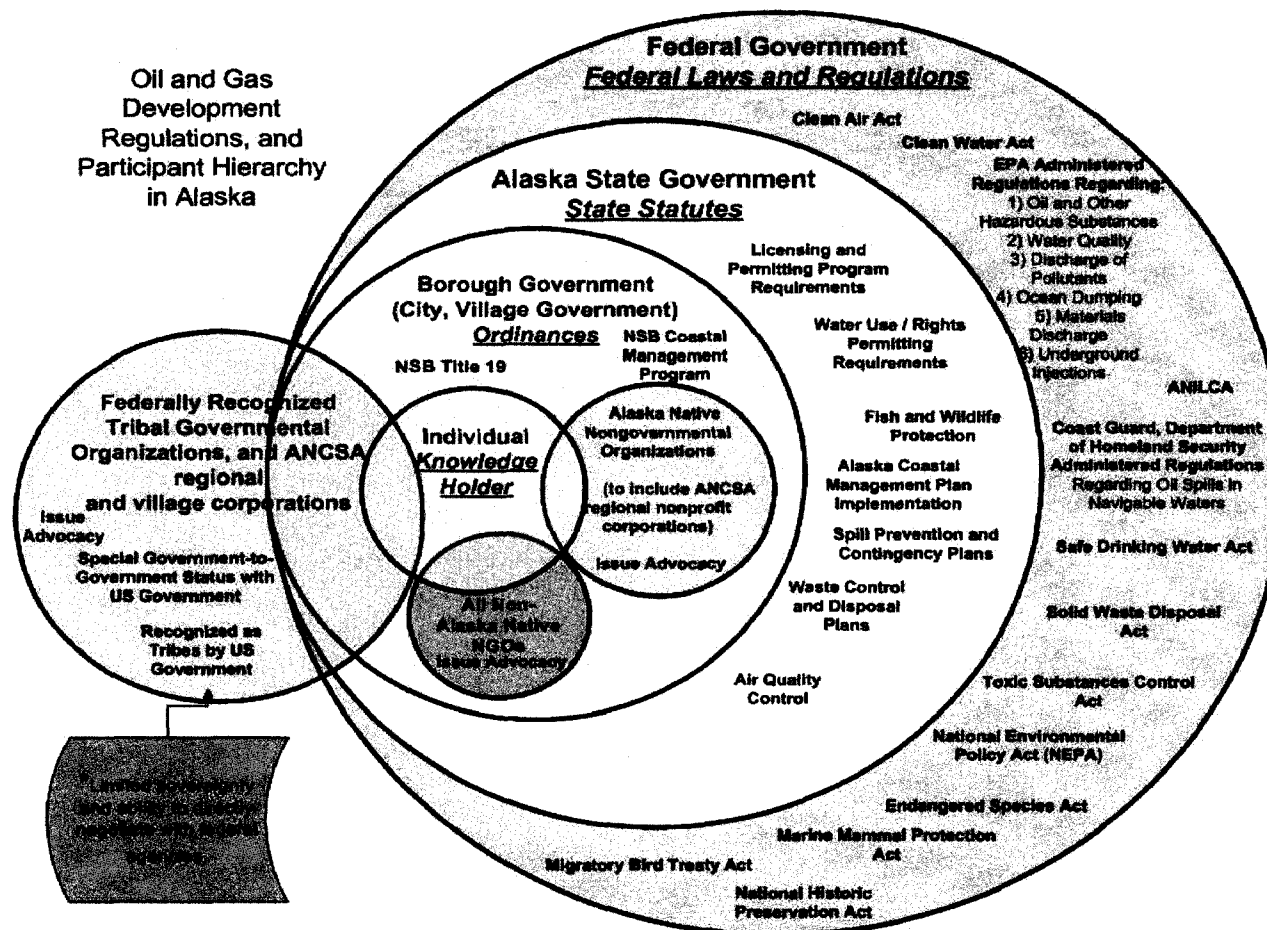 Oil and Gas
Development
Regulations, and
Participant Hierarchy
in Alaska
Federal Government
Federal Laws and Regulations
Clean Air Act
Clean Water Act
EPA Administered
Regulations Regarding:
1) Oil and Other
Hazardous Substances
2) Water Quality
3) Discharge of
Pollutants
4) Ocean Dumping
5) Materials
Discharge
6) Underground
Injections
ANILCA
Coast Guard, Department
of Homeland Security
Administered Regulations
Regarding Oil Spills in
Navigable Waters
Safe Drinking Water Act
Solid Waste Disposal
Act
Toxic Substances Control
Act
National Environmental
Policy Act (NEPA)
Endangered Species Act
Marine Mammal Protection
Act
Migratory Bird Treaty Act
National Historic
Preservation Act
Alaska State Government
State Statutes
Licensing and
Permitting Program
Requirements
Water Use / Rights
Permitting
Requirements
Fish and Wildlife
Protection
Alaska Coastal
Management Plan
Implementation
Spill Prevention and
Contingency Plans
Waste Control
and Disposal
Plans
Air Quality
Control
Borough Government
(City, Village Government)
Ordinances
NSB Title 19
NSB Coastal
Management
Program
Individual
Knowledge
Holder
Alaska Native
Nongovernmental
Organizations
(to include ANCSA
regional nonprofit
corporations)
Issue Advocacy
All Non-
Alaska Native
NGOs
Issue Advocacy
Federally Recognized
Tribal Governmental
Organizations, and ANCSA
regional
and village corporations
Issue
Advocacy
Special Government-to-
Government Status with
US Government
Recognized as
Tribes by US
Government
and ability to directly
negotiate with federal
agencies